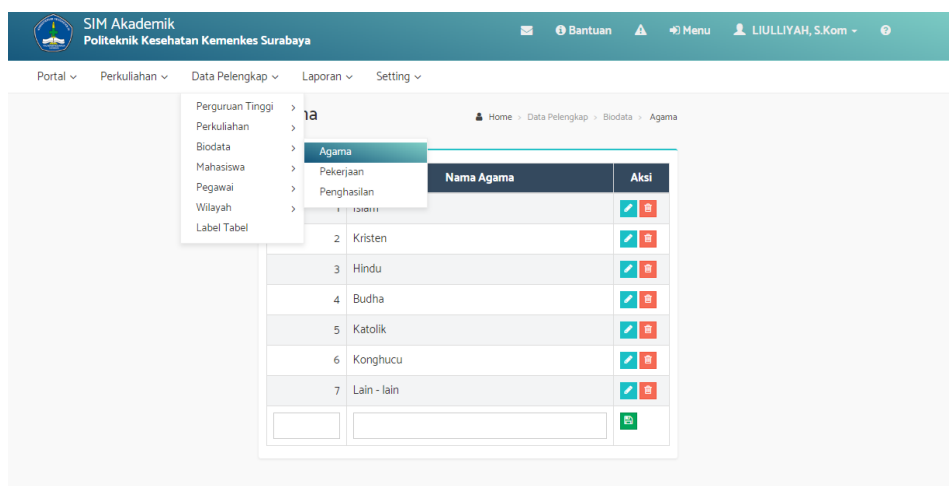 SIM Akademik
Politeknik Kesehatan Kemenkes Surabaya
Bantuan
Menu
LIULLIYAH, S.Kom
Portal Perkuliahan Data Pelengkap Laporan Setting
Perguruan Tinggi
Perkuliahan
Biodata
Mahasiswa
Pegawai
Wilayah
Label Tabel
Agama
Pekerjaan
Penghasilan
Home > Data Pelengkap > Biodata > Agama
Nama Agama Aksi
1 Islam
2 Kristen
3 Hindu
4 Budha
5 Katolik
6 Konghucu
7 Lain - lain